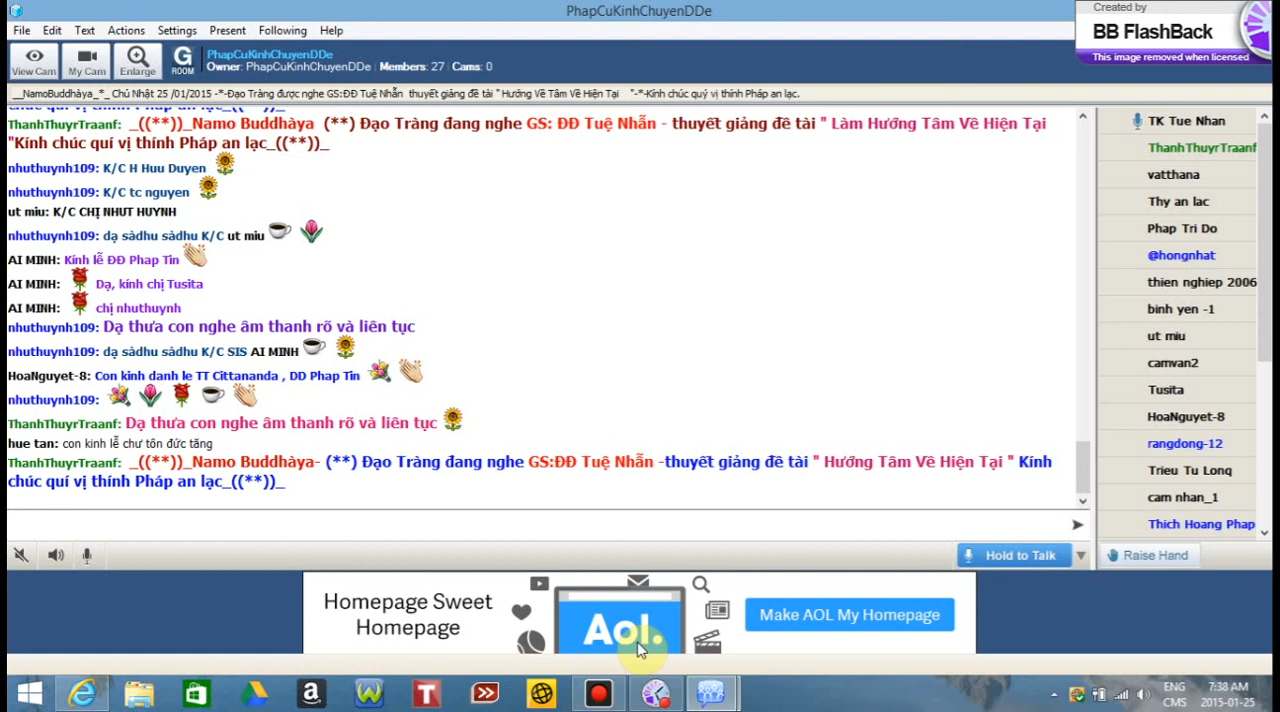 PhapCuKinhChuyenDDe
Created by
BB FlashBack
This image removed when licensed
File Edit Text Actions Settings Present Following Help
View Cam My Cam Enlarge G ROOM
PhapCuKinhChuyenDDe
Owner: PhapCuKinhChuyenDDe Members: 27 Cams: 0
__NamoBuddhàya_*_ Chủ Nhật 25 /01/2015 -*-Đạo Tràng được nghe GS:ĐĐ Tuệ Nhẫn thuyết giảng đề tài " Hướng Về Tâm Về Hiện Tại "-*-Kính chúc quý vị thính Pháp an lạc.
ThanhThuyrTraanf: _((**))_Namo Buddhàya (**) Đạo Tràng đang nghe GS: ĐĐ Tuệ Nhẫn - thuyết giảng đề tài " Làm Hướng Tâm Về Hiện Tại
"Kính chúc quí vị thính Pháp an lạc_((**))_
nhuthuynh109: K/C H Huu Duyen
nhuthuynh109: K/C tc nguyen
ut miu: K/C CHỊ NHUT HUỲNH
nhuthuynh109: dạ sàdhu sàdhu K/C ut miu
AI MINH: Kính lễ ĐĐ Phap Tin
AI MINH: Dạ, kính chị Tusita
AI MINH: chị nhuthuynh
nhuthuynh109: Dạ thưa con nghe âm thanh rõ và liên tục
nhuthuynh109: dạ sàdhu sàdhu K/C SIS AI MINH
HoaNguyet-8: Con kinh danh le TT Cittananda , DD Phap Tin
nhuthuynh109:
ThanhThuyrTraanf: Dạ thưa con nghe âm thanh rõ và liên tục
hue tan: con kinh lễ chư tôn đức tăng
ThanhThuyrTraanf: _((**))_Namo Buddhàya- (**) Đạo Tràng đang nghe GS:ĐĐ Tuệ Nhẫn -thuyết giảng đề tài " Hướng Tâm Về Hiện Tại " Kính
chúc quí vị thính Pháp an lạc_((**))_
TK Tue Nhan
ThanhThuyrTraanf
vatthana
Thy an lac
Phap Tri Do
@hongnhat
thien nghiep 2006
binh yen -1
ut miu
camvan2
Tusita
HoaNguyet-8
rangdong-12
Trieu Tu Long
cam nhan_1
Thich Hoang Phap
Hold to Talk
Raise Hand
Homepage Sweet
Homepage
Aol.
Make AOL My Homepage
ENG
CMS
7:38 AM
2015-01-25